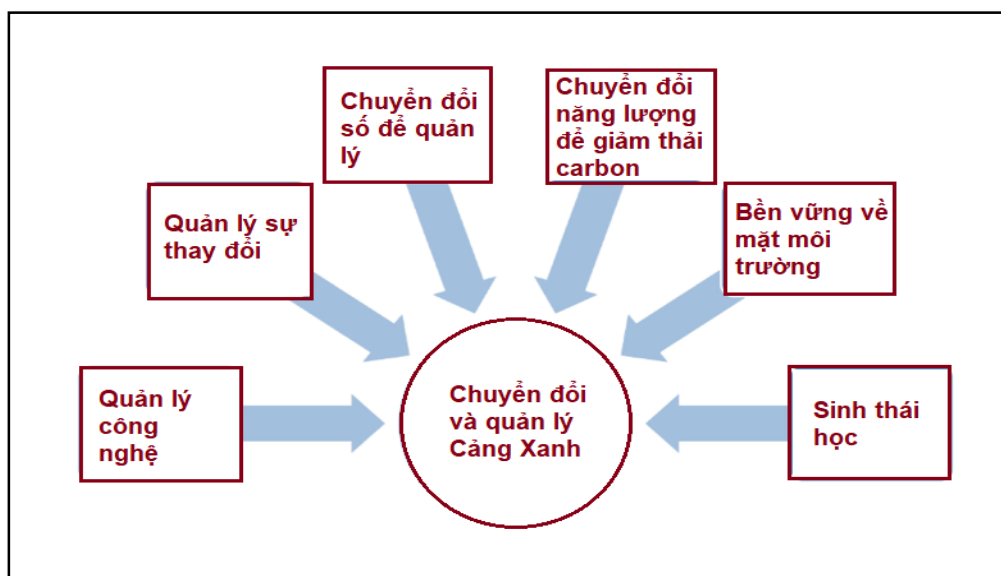 Chuyển đổi
số để quản
lý
Chuyển đổi
năng lượng
để giảm thải
carbon
Quản lý sự
thay đổi
Bền vững về
mặt môi
trường
Quản lý
công
nghệ
Chuyển đổi
và quản lý
Cảng Xanh
Sinh thái
học